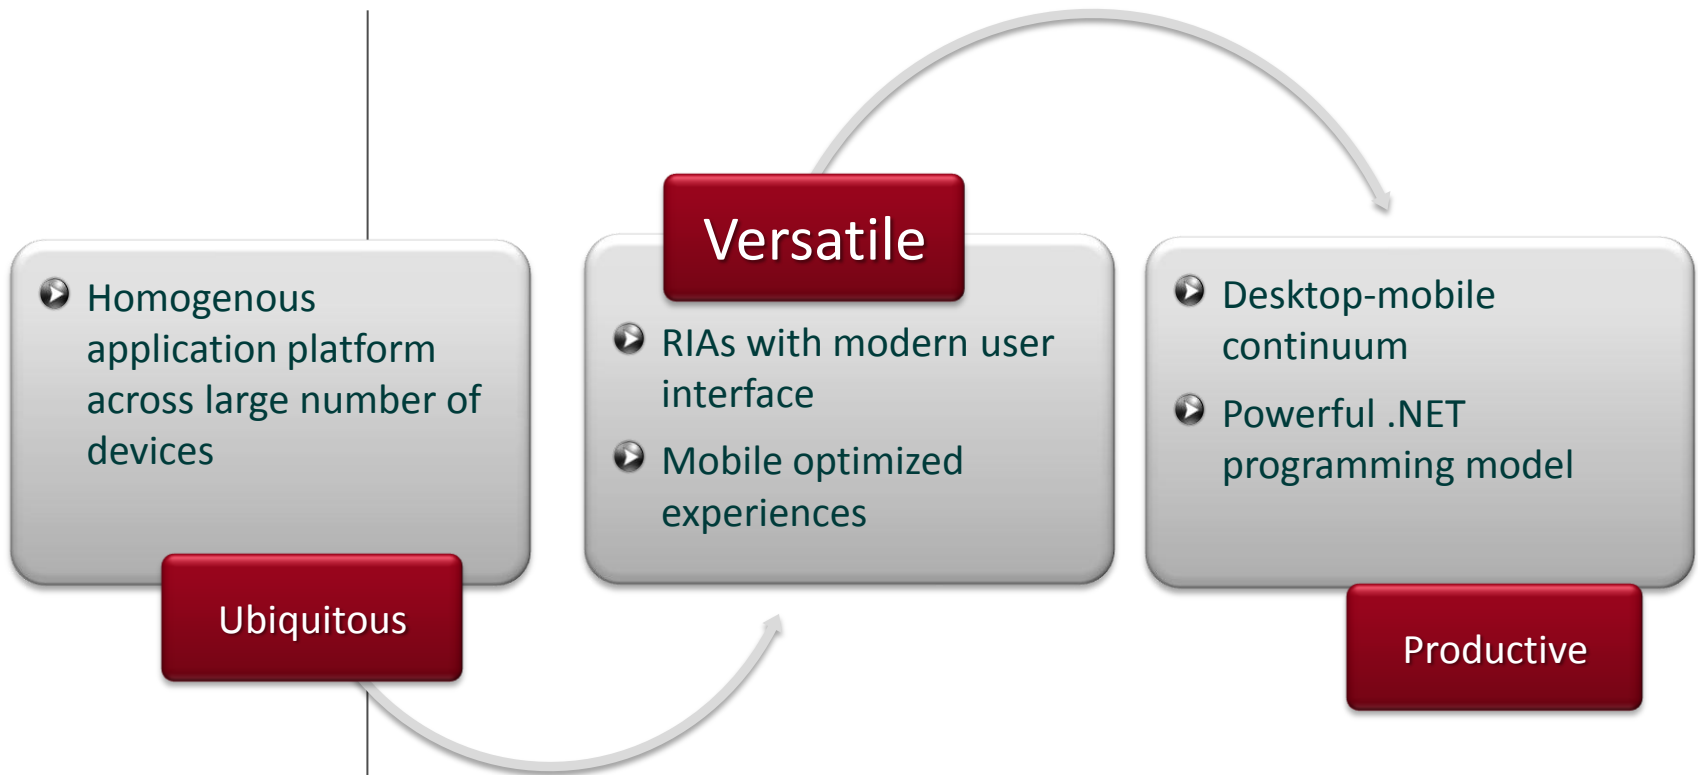 Homogenous
application platform
across large number of
devices
Ubiquitous
Versatile
RIAs with modern user
interface
Mobile optimized
experiences
Desktop-mobile
continuum
Powerful .NET
programming model
Productive